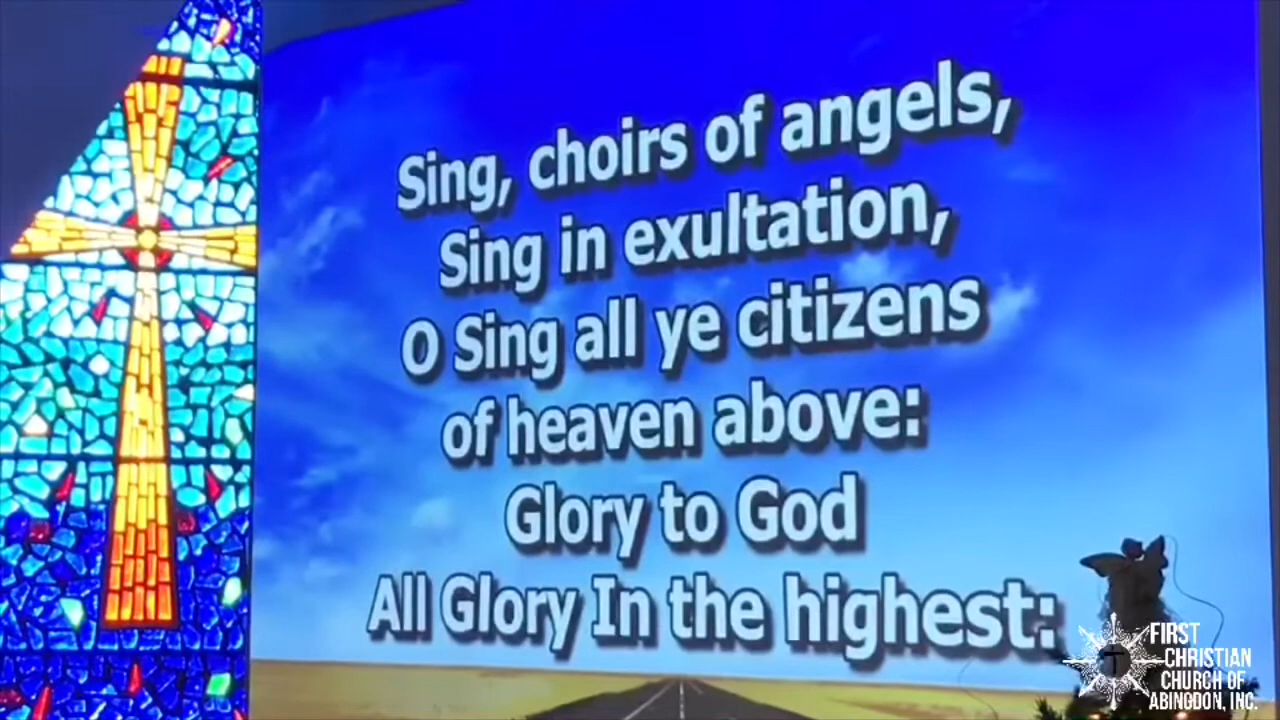 Sing, choirs of angels,
Sing in exultation,
O Sing all ye citizens
of heaven above:
Glory to God
All Glory In the highest:
FIRST
CHRISTIAN
CHURCH OF
ABINGDON, INC.